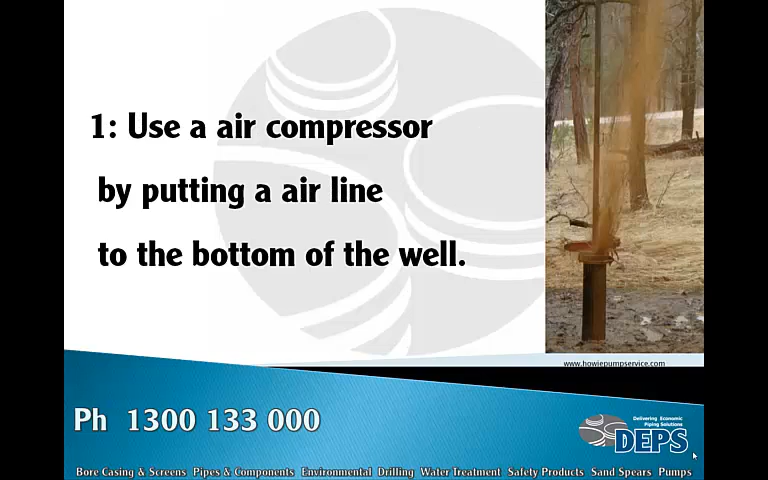 1: Use a air compressor
by putting a air line
to the bottom of the well.
www.howiepumpservice.com
Ph 1300 133 000
Delivering Economic
Piping Solutions
DEPS
Bore Casing & Screens Pipes & Components Environmental Drilling Water Treatment Safety Products Sand Spears Pumps